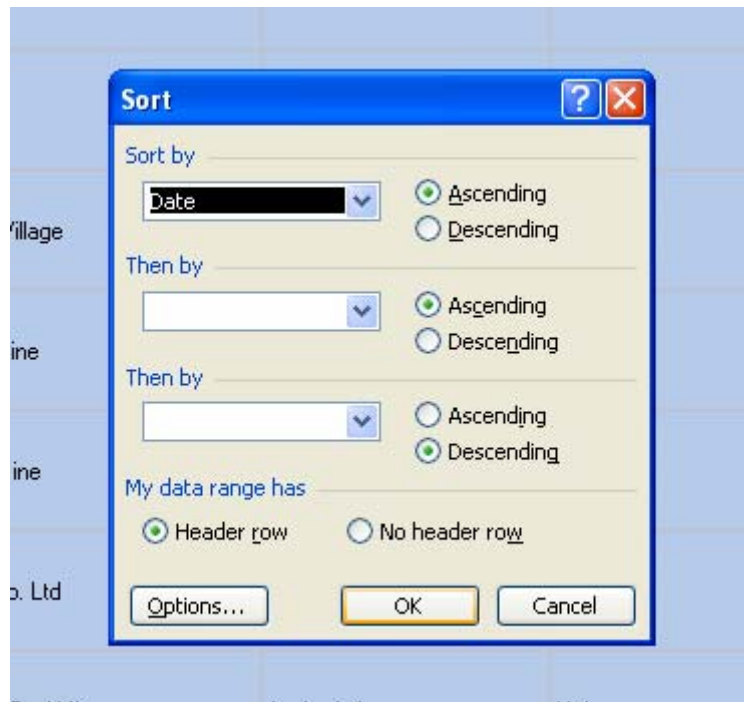 Sort
Sort by
Date
Ascending
Descending
Then by
Ascending
Descending
Then by
Ascending
Descending
My data range has
Header row
No header row
Options...
OK
Cancel
Village
ine
ine
Ltd